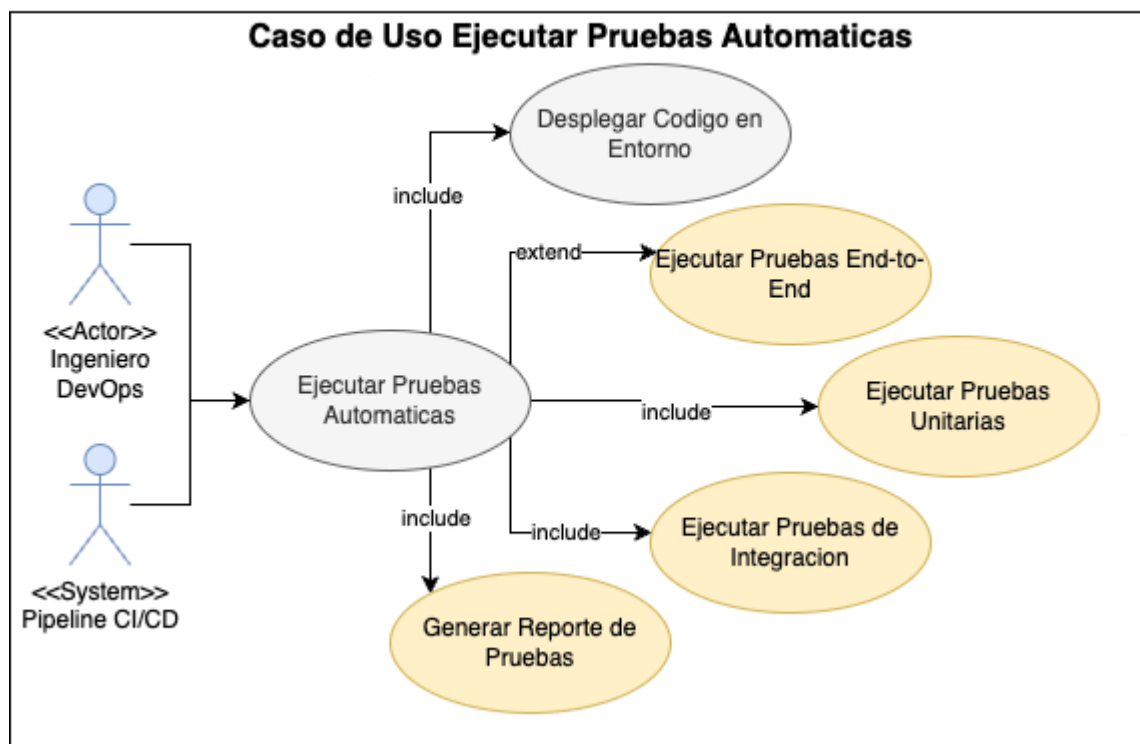 Caso de Uso Ejecutar Pruebas Automaticas
Desplegar Codigo en
Entorno
include
extend
Ejecutar Pruebas End-to-
End
<<Actor>>
Ingeniero
DevOps
Ejecutar Pruebas
Automaticas
include
Ejecutar Pruebas
Unitarias
include
include
Ejecutar Pruebas de
Integracion
<<System>>
Pipeline CI/CD
Generar Reporte de
Pruebas